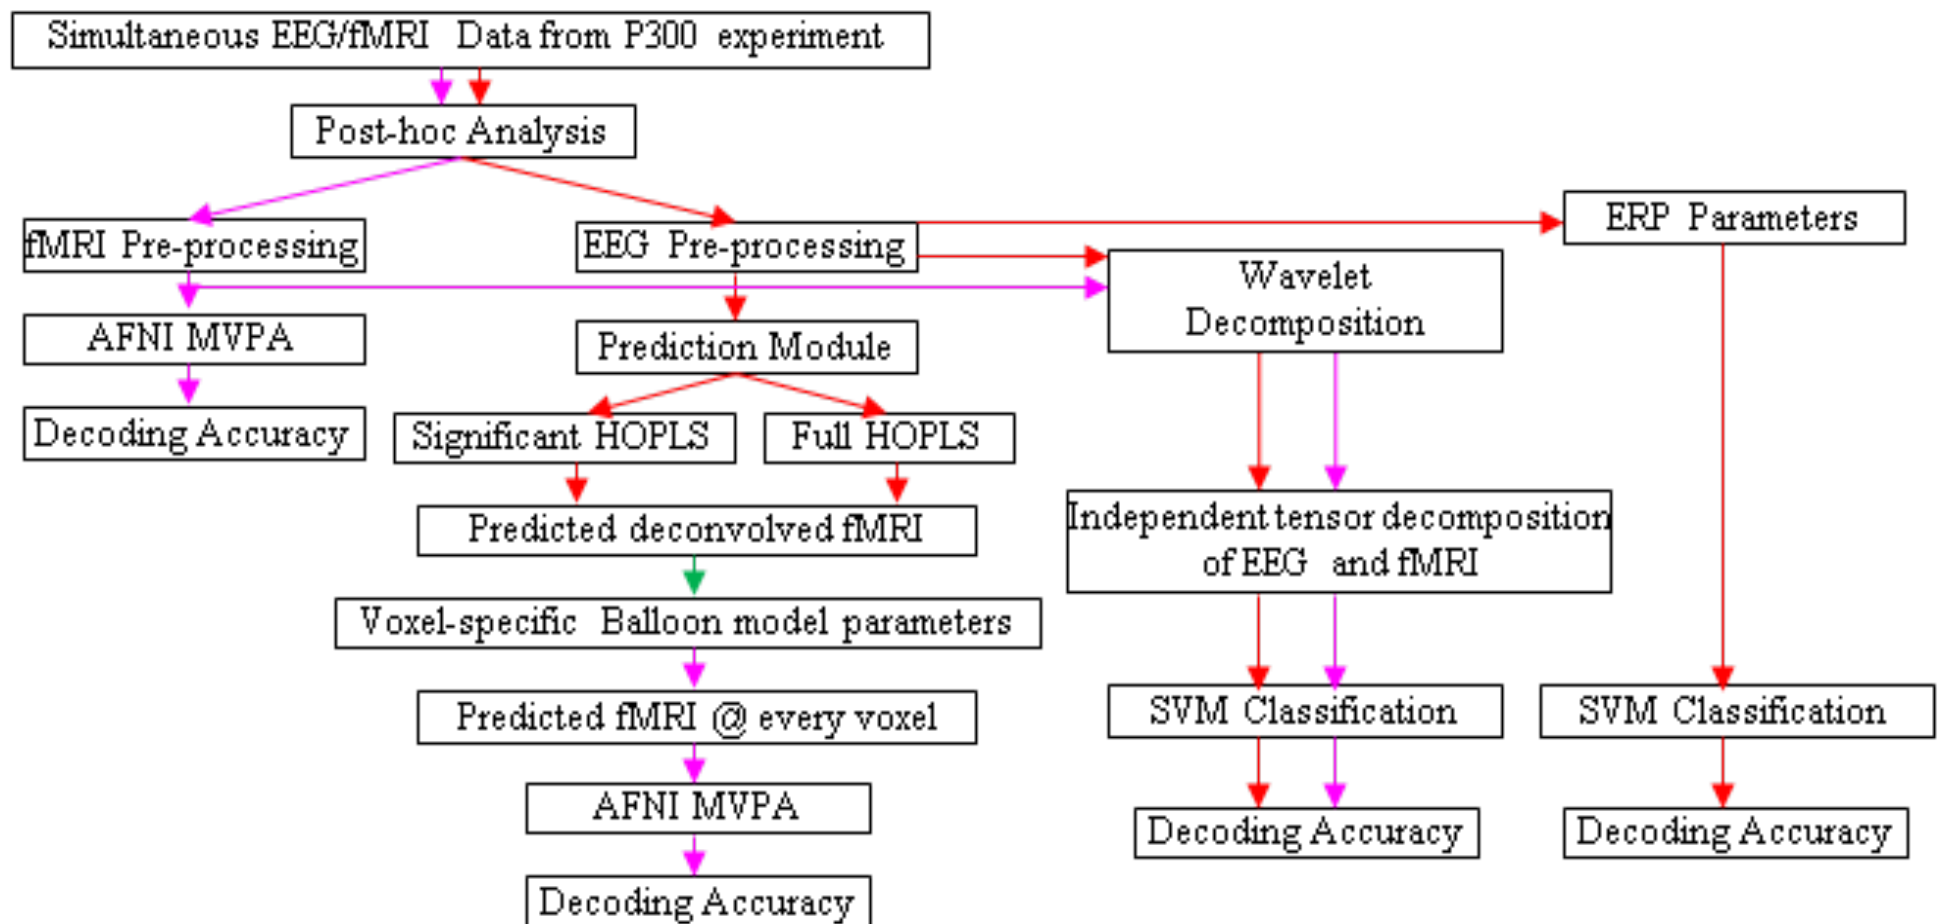 Simultaneous EEG/fMRI Data from P300 experiment
Post-hoc Analysis
fMRI Pre-processing
EEG Pre-processing
ERP Parameters
Wavelet
Decomposition
AFNI MVPA
Prediction Module
Decoding Accuracy
Significant HOPLS
Full HOPLS
Predicted deconvolved fMRI
Independent tensor decomposition
of EEG and fMRI
Voxel-specific Balloon model parameters
Predicted fMRI @ every voxel
SVM Classification
SVM Classification
AFNI MVPA
Decoding Accuracy
Decoding Accuracy
Decoding Accuracy